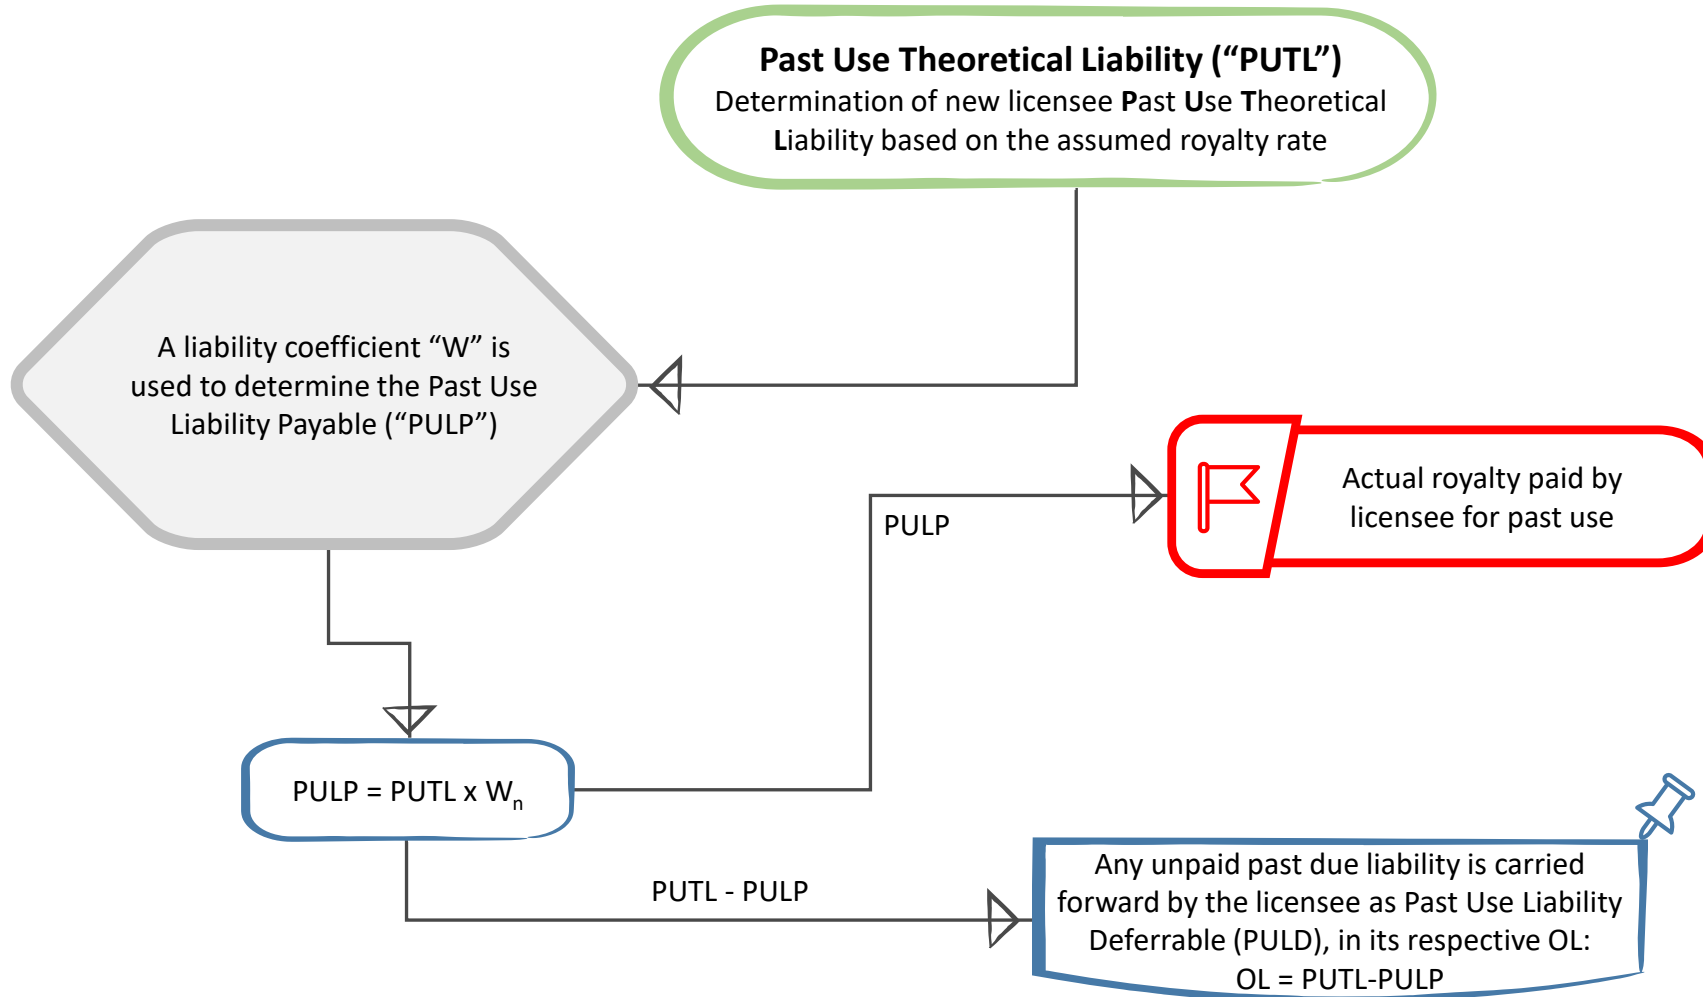 Past Use Theoretical Liability (“PUTL”)
Determination of new licensee Past Use Theoretical
Liability based on the assumed royalty rate
A liability coefficient “W” is
used to determine the Past Use
Liability Payable (“PULP”)
Actual royalty paid by
licensee for past use
PULP
PULP = PUTL x Wn
PUTL - PULP
Any unpaid past due liability is carried
forward by the licensee as Past Use Liability
Deferrable (PULD), in its respective OL:
OL = PUTL-PULP